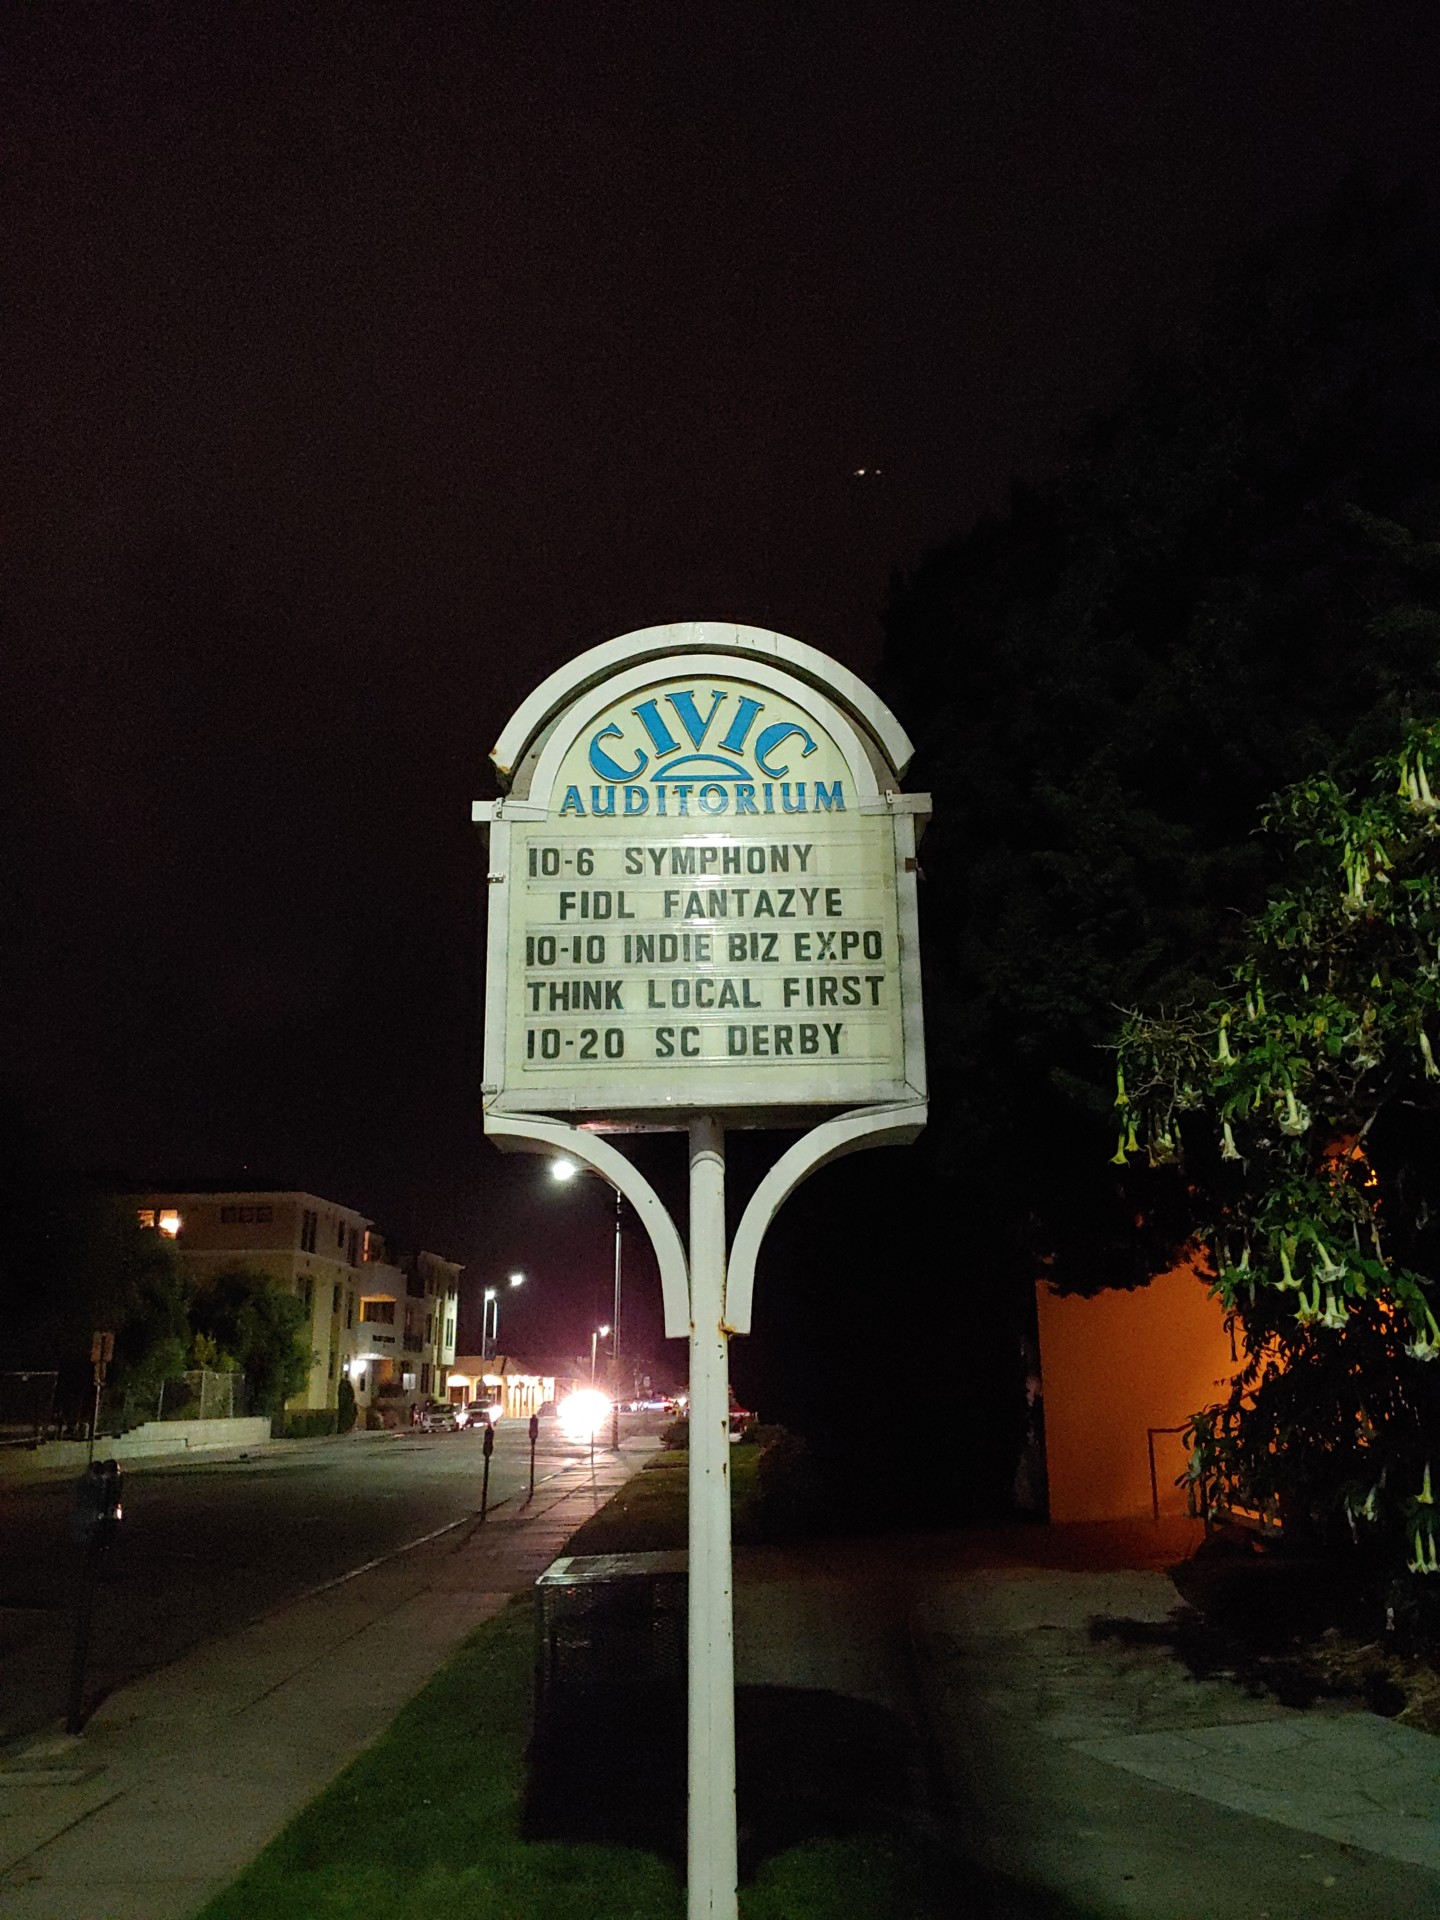 CIVIC
AUDITORIUM
10-6 SYMPHONY
FIDL FANTAZYE
10-10 INDIE BIZ EXPO
THINK LOCAL FIRST
10-20 SC DERBY